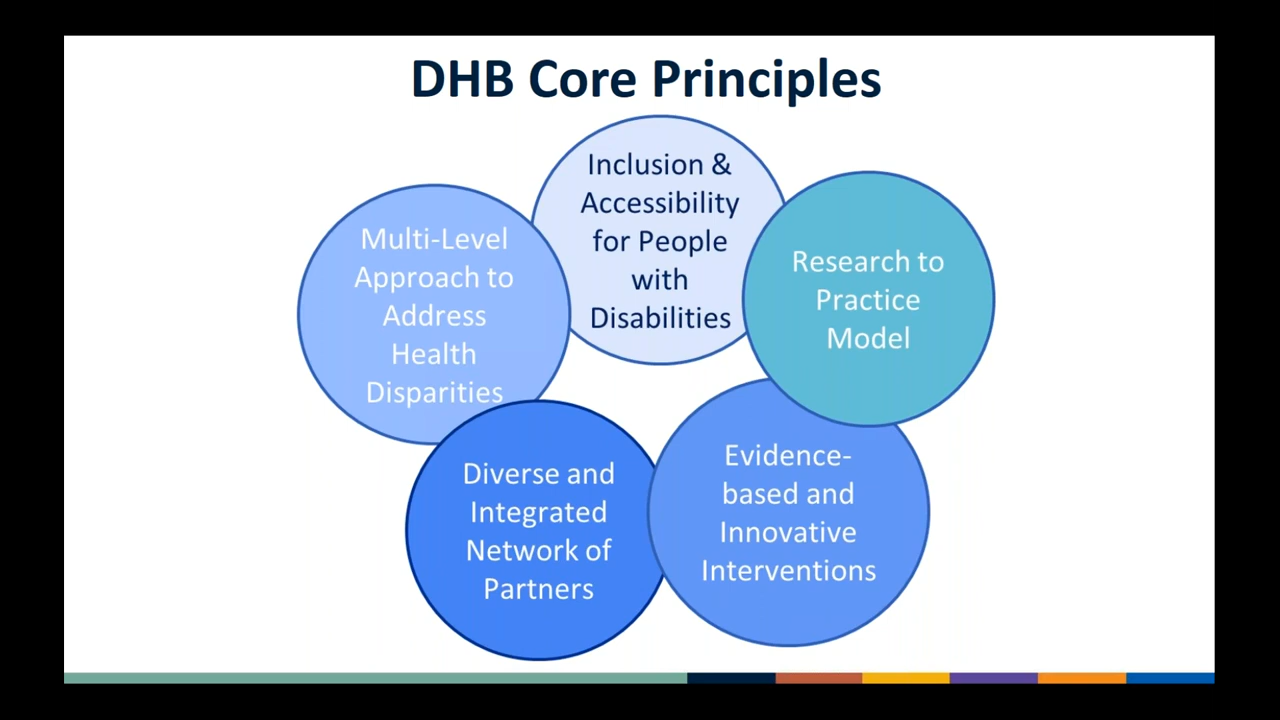 DHB Core Principles
Inclusion &
Accessibility
for People
with
Disabilities
Multi-Level
Approach to
Address
Health
Disparities
Research to
Practice
Model
Diverse and
Integrated
Network of
Partners
Evidence-
based and
Innovative
Interventions